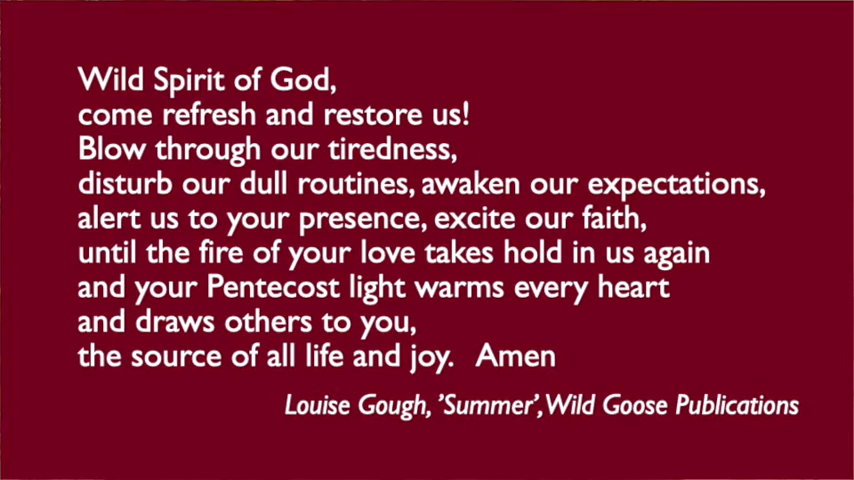 Wild Spirit of God,
come refresh and restore us!
Blow through our tiredness,
disturb our dull routines, awaken our expectations,
alert us to your presence, excite our faith,
until the fire of your love takes hold in us again
and your Pentecost light warms every heart
and draws others to you,
the source of all life and joy.   Amen
Louise Gough, ’Summer’, Wild Goose Publications